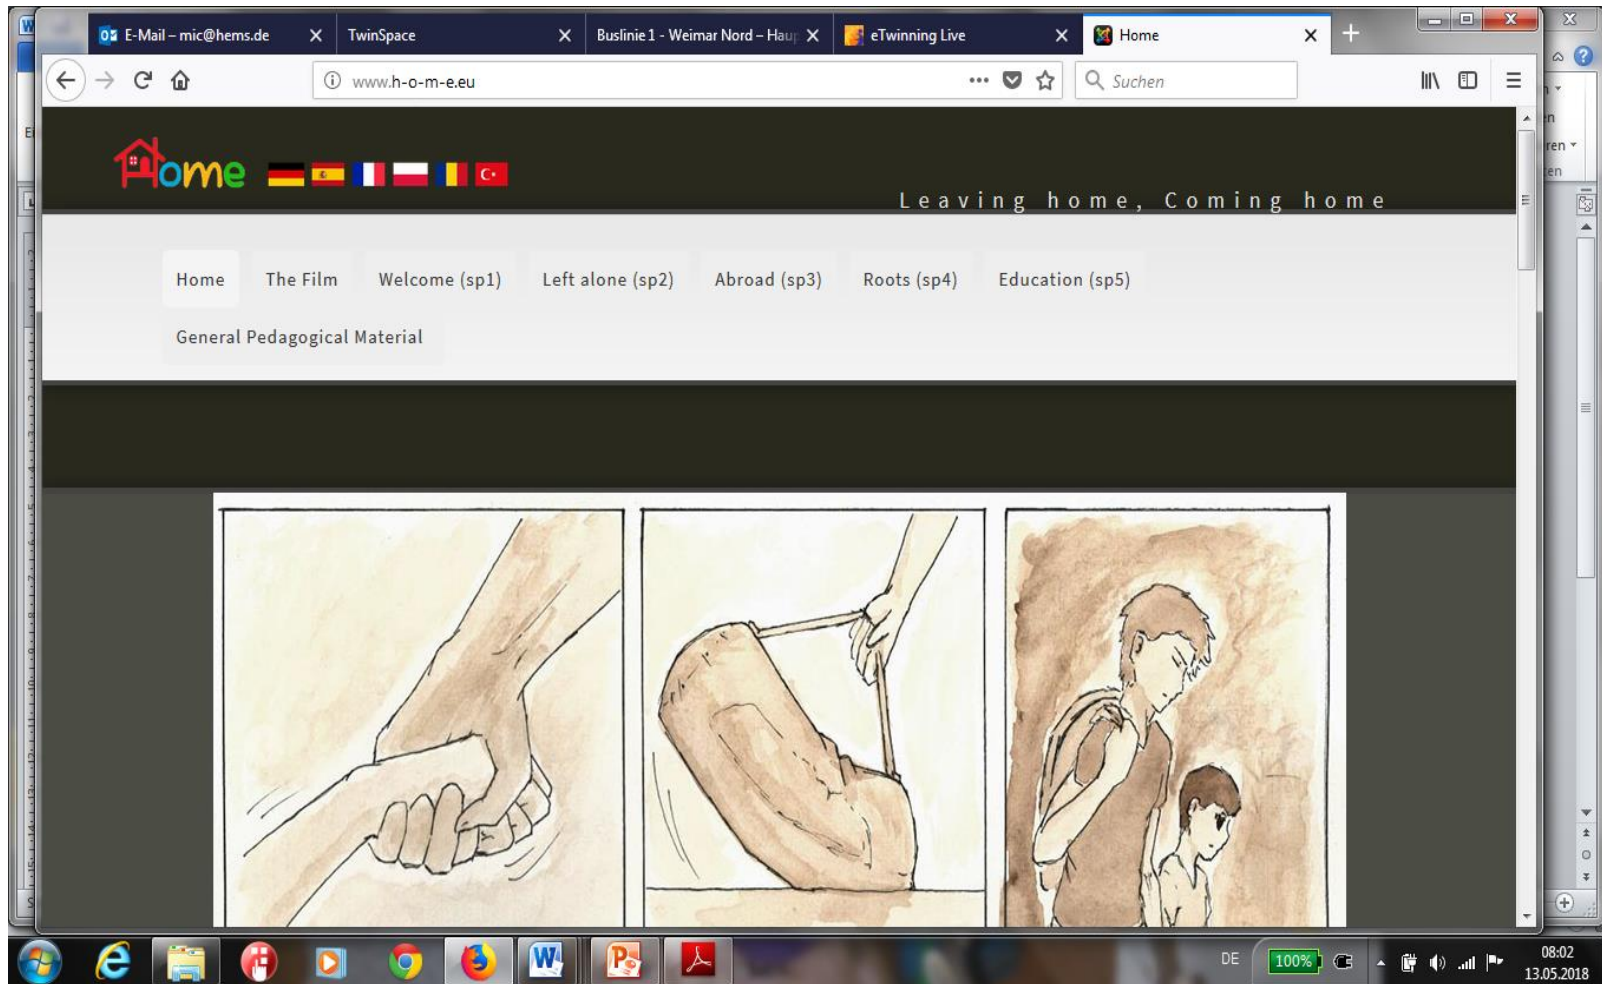 E-Mail – mic@hems.de
TwinSpace
Buslinie 1 - Weimar Nord – Haup
eTwinning Live
Home
www.h-o-m-e.eu
Suchen
Home
Leaving home, Coming home
Home
The Film
Welcome (sp1)
Left alone (sp2)
Abroad (sp3)
Roots (sp4)
Education (sp5)
General Pedagogical Material
DE
100%
08:02
13.05.2018